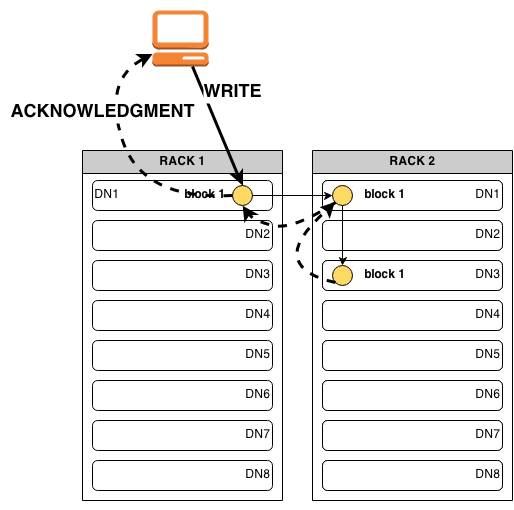 WRITE
ACKNOWLEDGMENT
RACK 1
DN1 block 1
DN2
DN3
DN4
DN5
DN6
DN7
DN8
RACK 2
block 1 DN1
DN2
block 1 DN3
DN4
DN5
DN6
DN7
DN8